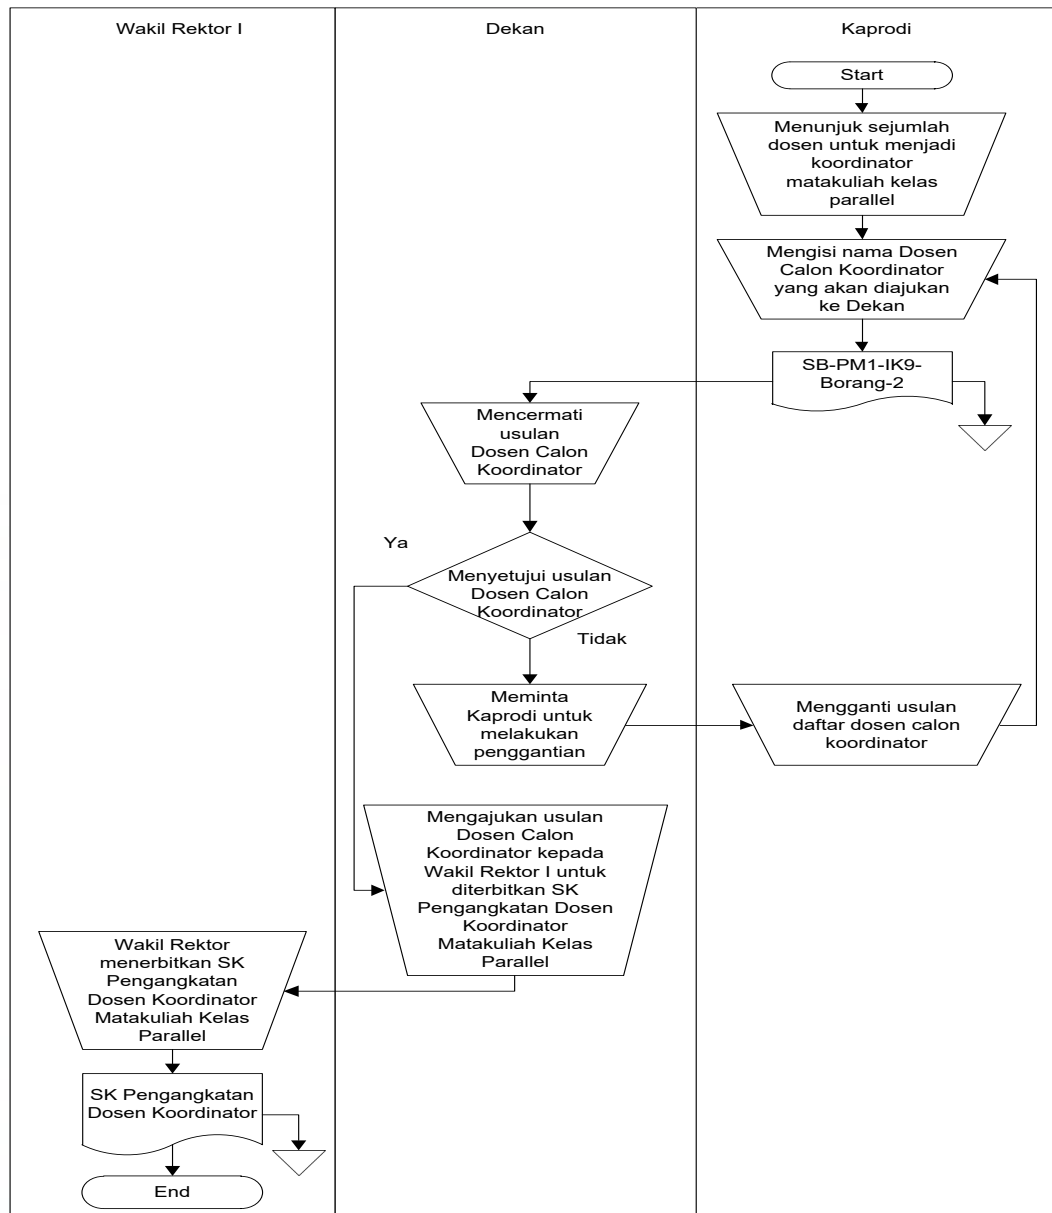 Wakil Rektor I
Dekan
Kaprodi
Start
Menunjuk sejumlah
dosen untuk menjadi
koordinator
matakuliah kelas
parallel
Mengisi nama Dosen
Calon Koordinator
yang akan diajukan
ke Dekan
SB-PM1-IK9-
Borang-2
Mencermati
usulan
Dosen Calon
Koordinator
Ya
Menyetujui usulan
Dosen Calon
Koordinator
Tidak
Meminta
Kaprodi untuk
melakukan
penggantian
Mengganti usulan
daftar dosen calon
koordinator
Mengajukan usulan
Dosen Calon
Koordinator kepada
Wakil Rektor I untuk
diterbitkan SK
Pengangkatan Dosen
Koordinator
Matakuliah Kelas
Parallel
Wakil Rektor
menerbitkan SK
Pengangkatan
Dosen Koordinator
Matakuliah Kelas
Parallel
SK Pengangkatan
Dosen Koordinator
End